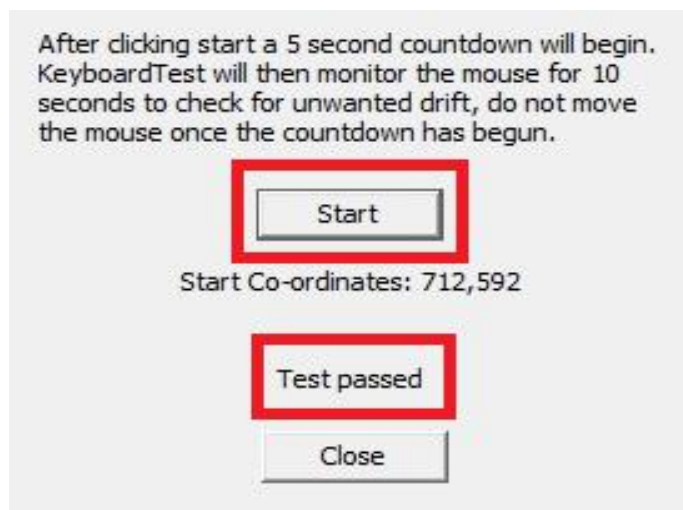 After clicking start a 5 second countdown will begin.
KeyboardTest will then monitor the mouse for 10
seconds to check for unwanted drift, do not move
the mouse once the countdown has begun.
Start
Start Co-ordinates: 712,592
Test passed
Close